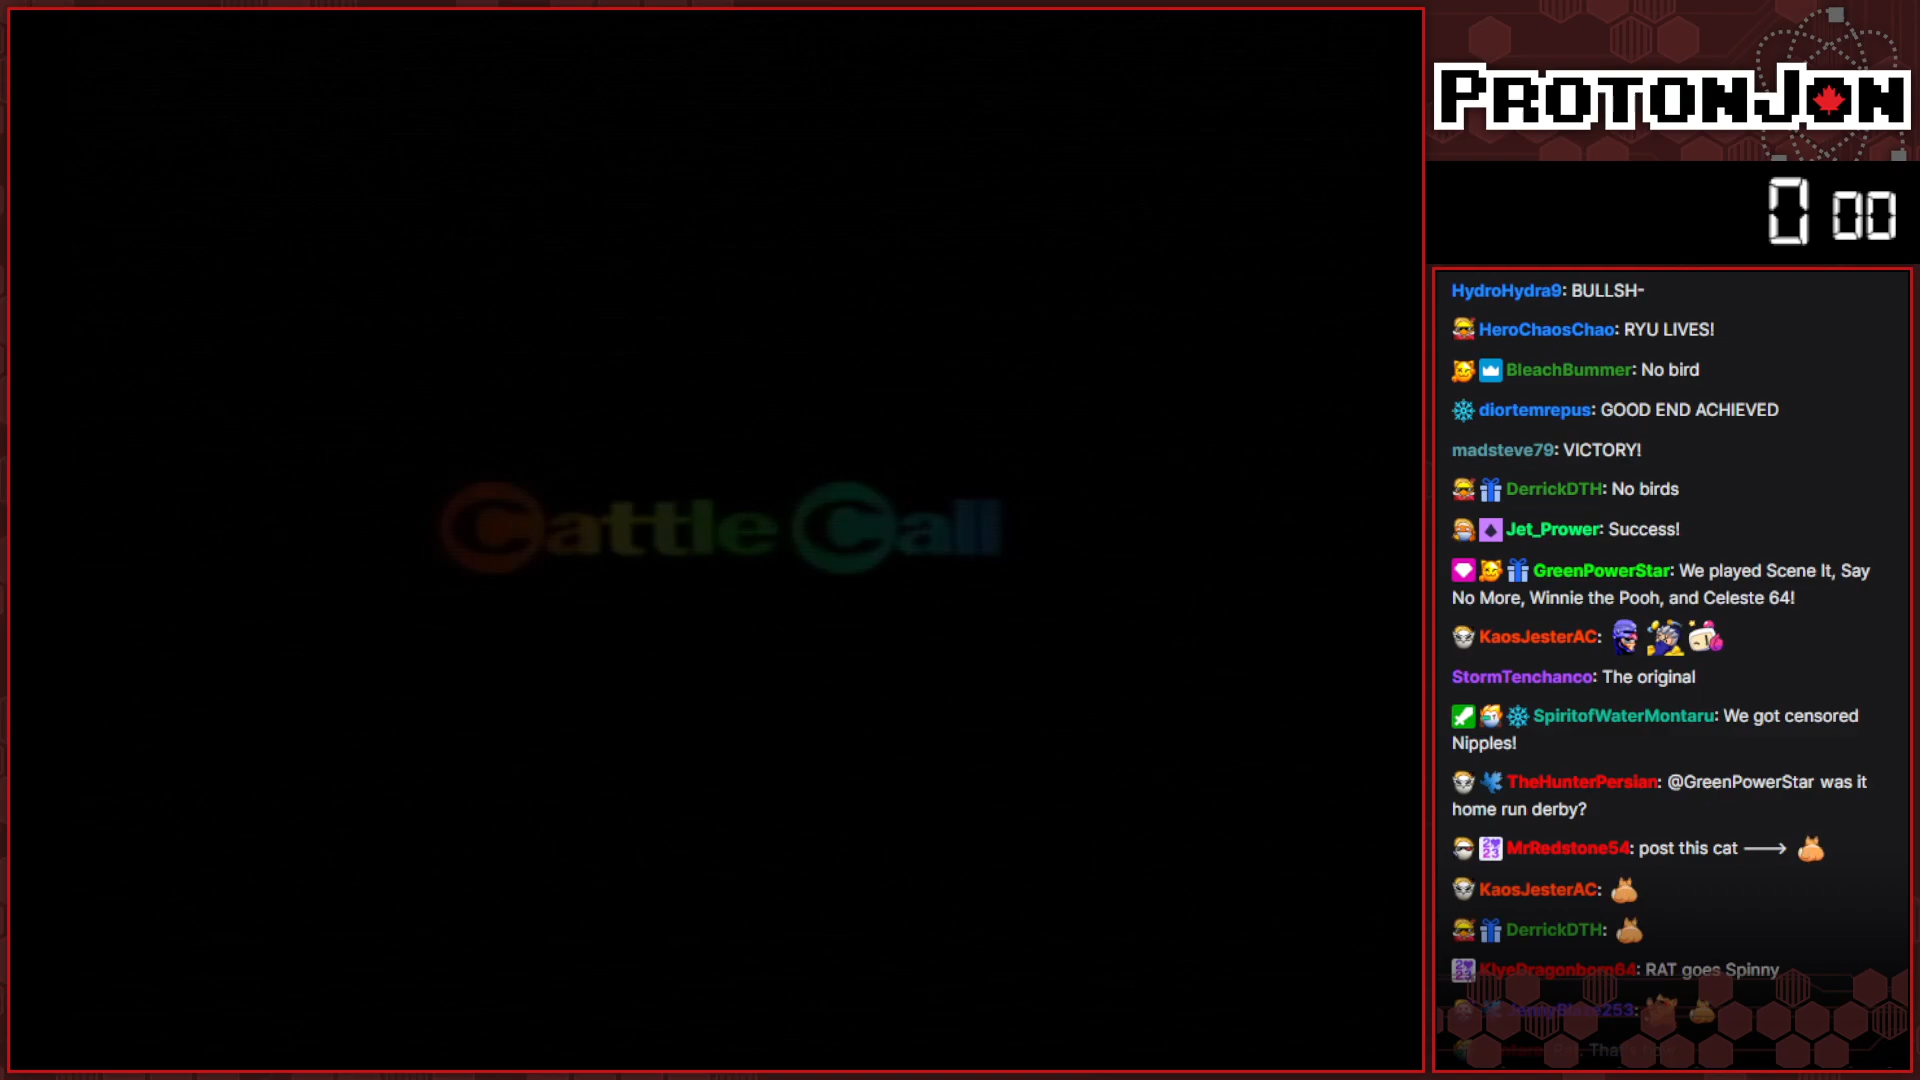 Cattle Call
PROTONJON
0 00
HydroHydra9: BULLSH-
HeroChaosChao: RYU LIVES!
BleachBummer: No bird
diortemrepus: GOOD END ACHIEVED
madsteve79: VICTORY!
DerrickDTH: No birds
Jet_Prower: Success!
GreenPowerStar: We played Scene It, Say
No More, Winnie the Pooh, and Celeste 64!
KaosJesterAC:
StormTenchanco: The original
SpiritofWaterMontaru: We got censored
Nipples!
TheHunterPersian: @GreenPowerStar was it
home run derby?
MrRedstone54: post this cat ⟶
KaosJesterAC:
DerrickDTH:
KlyeDragonborn64: RAT goes Spinny